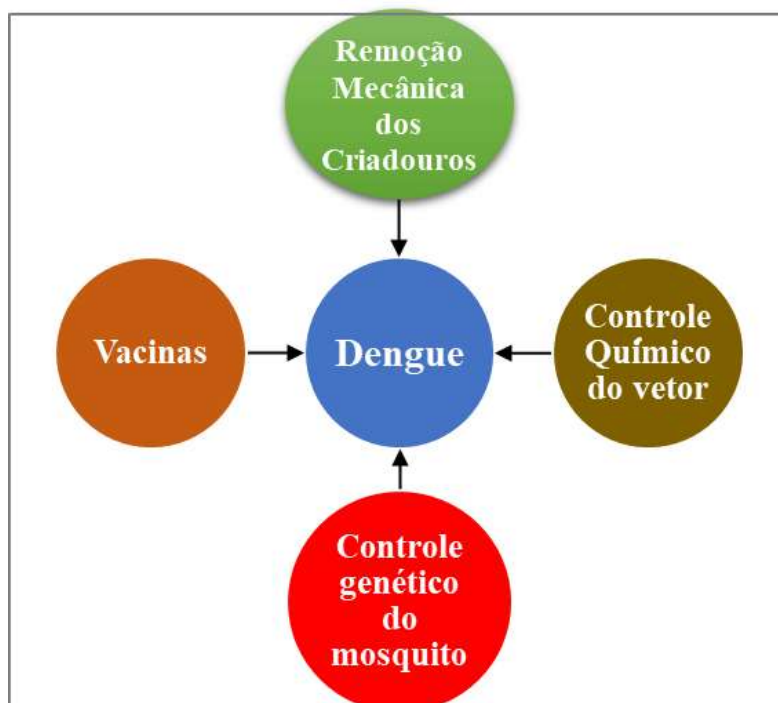 Remoção
Mecânica
dos
Criadouros
Vacinas
Dengue
Controle
Químico
do vetor
Controle
genético
do
mosquito